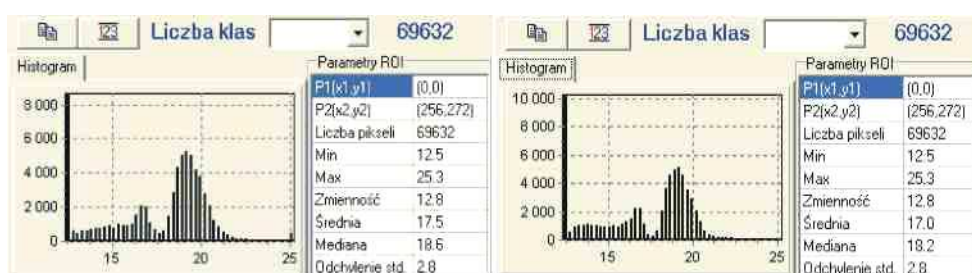 Liczba klas 69632
Histogram
8 000
6 000
4 000
2 000
0
15 20 25
Parametry ROI
P1(x1,y1) (0,0)
P2(x2,y2) (256,272)
Liczba pikseli 69632
Min 12.5
Max 25.3
Zmienność 12.8
Średnia 17.5
Mediana 18.6
Odchylenie std. 2.8
Liczba klas 69632
Histogram
10 000
8 000
6 000
4 000
2 000
0
15 20 25
Parametry ROI
P1(x1,y1) (0,0)
P2(x2,y2) (256,272)
Liczba pikseli 69632
Min 12.5
Max 25.3
Zmienność 12.8
Średnia 17.0
Mediana 18.2
Odchylenie std. 2.8